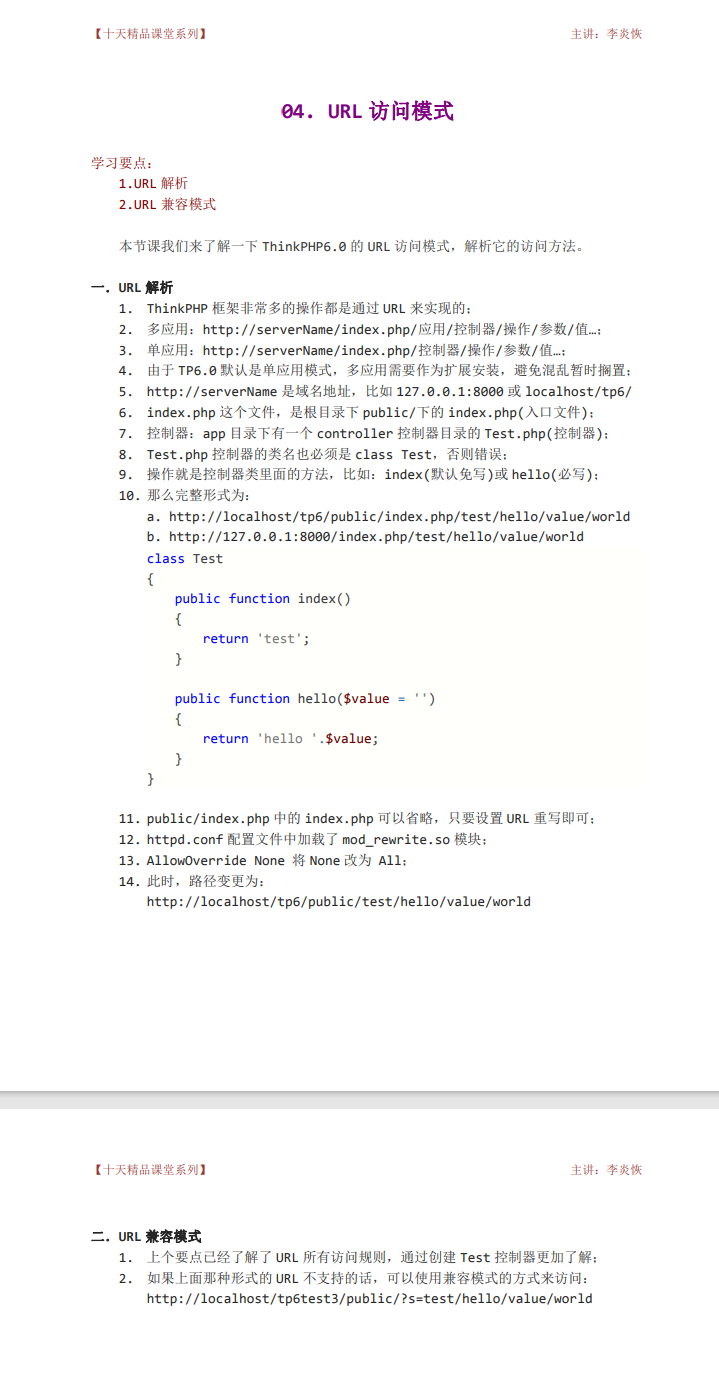 【十天精品课堂系列】 主讲：李炎恢
04. URL 访问模式
学习要点：
1.URL 解析
2.URL 兼容模式
本节课我们来了解一下 ThinkPHP6.0 的 URL 访问模式，解析它的访问方法。
一. URL 解析
1. ThinkPHP 框架非常多的操作都是通过 URL 来实现的；
2. 多应用：http://serverName/index.php/应用/控制器/操作/参数/值…；
3. 单应用：http://serverName/index.php/控制器/操作/参数/值…；
4. 由于 TP6.0 默认是单应用模式，多应用需要作为扩展安装，避免混乱暂时搁置；
5. http://serverName 是域名地址，比如 127.0.0.1:8000 或 localhost/tp6/
6. index.php 这个文件，是根目录下 public/下的 index.php(入口文件)；
7. 控制器：app 目录下有一个 controller 控制器目录的 Test.php(控制器)；
8. Test.php 控制器的类名也必须是 class Test，否则错误；
9. 操作就是控制器类里面的方法，比如：index(默认免写)或 hello(必写)；
10. 那么完整形式为：
a. http://localhost/tp6/public/index.php/test/hello/value/world
b. http://127.0.0.1:8000/index.php/test/hello/value/world
class Test
{
public function index()
{
return 'test';
}
public function hello($value = '')
{
return 'hello '.$value;
}
}
11. public/index.php 中的 index.php 可以省略，只要设置 URL 重写即可；
12. httpd.conf 配置文件中加载了 mod_rewrite.so 模块；
13. AllowOverride None 将 None 改为 All；
14. 此时，路径变更为：
http://localhost/tp6/public/test/hello/value/world
【十天精品课堂系列】 主讲：李炎恢
二. URL 兼容模式
1. 上个要点已经了解了 URL 所有访问规则，通过创建 Test 控制器更加了解；
2. 如果上面那种形式的 URL 不支持的话，可以使用兼容模式的方式来访问：
http://localhost/tp6test3/public/?s=test/hello/value/world